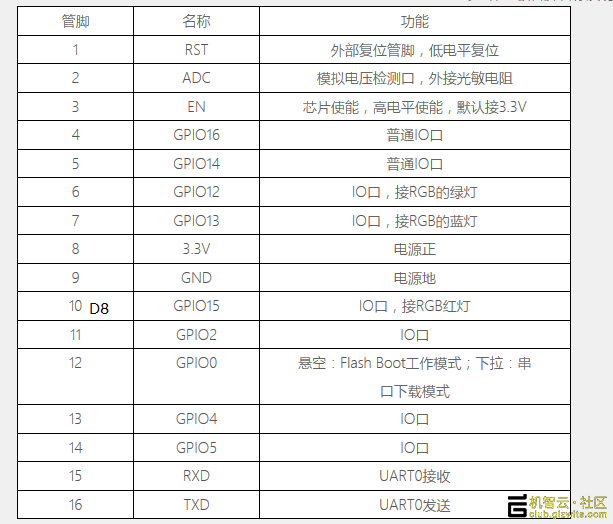 管脚 名称 功能
1 RST 外部复位管脚，低电平复位
2 ADC 模拟电压检测口，外接光敏电阻
3 EN 芯片使能，高电平使能，默认接3.3V
4 GPIO16 普通IO口
5 GPIO14 普通IO口
6 GPIO12 IO口，接RGB的绿灯
7 GPIO13 IO口，接RGB的蓝灯
8 3.3V 电源正
9 GND 电源地
10 D8 GPIO15 IO口，接RGB红灯
11 GPIO2 IO口
12 GPIO0 悬空：Flash Boot工作模式；下拉：串
口下载模式
13 GPIO4 IO口
14 GPIO5 IO口
15 RXD UART0接收
16 TXD UART0发送
机智云·社区
club.gizwits.com